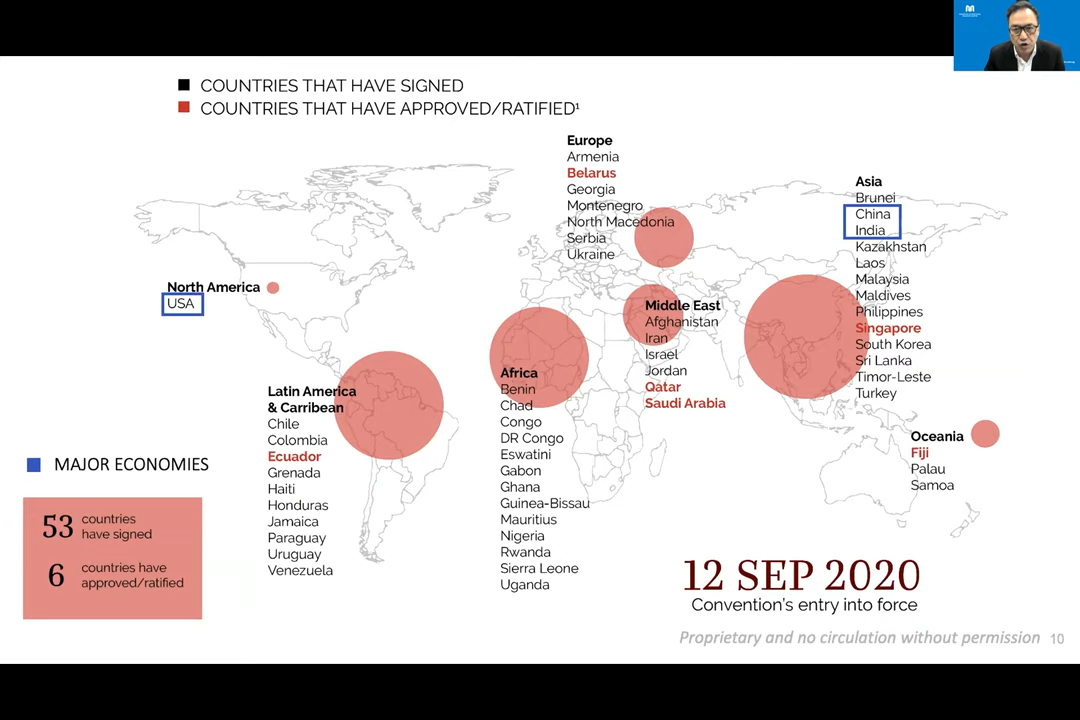 COUNTRIES THAT HAVE SIGNED
COUNTRIES THAT HAVE APPROVED/RATIFIED¹
Europe
Armenia
Belarus
Georgia
Montenegro
North Macedonia
Serbia
Ukraine
Asia
Brunei
China
India
Kazakhstan
Laos
Malaysia
Maldives
Philippines
Singapore
South Korea
Sri Lanka
Timor-Leste
Turkey
North America
USA
Middle East
Afghanistan
Iran
Israel
Jordan
Qatar
Saudi Arabia
Africa
Benin
Chad
Congo
DR Congo
Eswatini
Gabon
Ghana
Guinea-Bissau
Mauritius
Nigeria
Rwanda
Sierra Leone
Uganda
Latin America
& Carribean
Chile
Colombia
Ecuador
Grenada
Haiti
Honduras
Jamaica
Paraguay
Uruguay
Venezuela
Oceania
Fiji
Palau
Samoa
MAJOR ECONOMIES
53 countries
have signed
6 countries have
approved/ratified
12 SEP 2020
Convention's entry into force
Proprietary and no circulation without permission 10